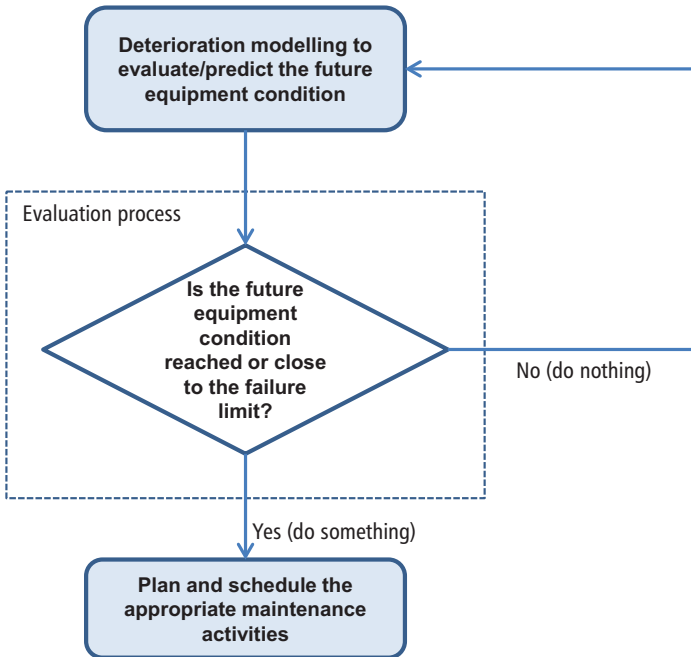 Deterioration modelling to
evaluate/predict the future
equipment condition
Evaluation process
Is the future
equipment
condition
reached or close
to the failure
limit?
No (do nothing)
Yes (do something)
Plan and schedule the
appropriate maintenance
activities